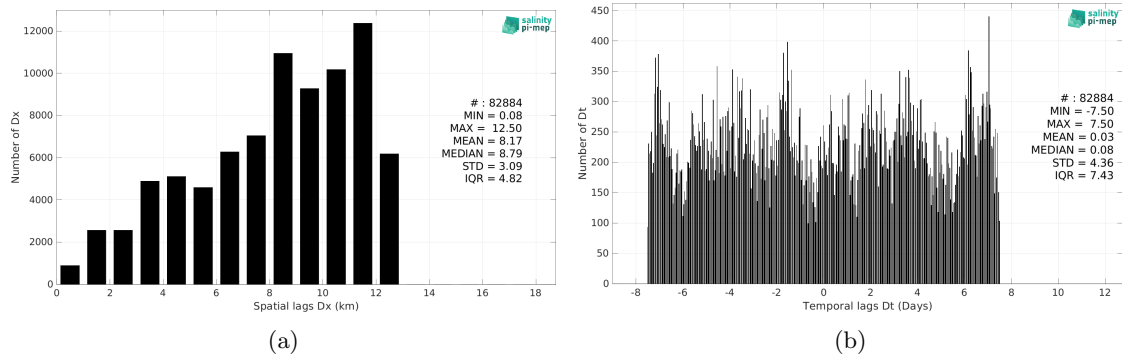 12000
10000
8000
6000
4000
2000
0
Number of Dx
0 2 4 6 8 10 12 14 16 18
Spatial lags Dx (km)
salinity
pi-mep
# : 82884
MIN = 0.08
MAX = 12.50
MEAN = 8.17
MEDIAN = 8.79
STD = 3.09
IQR = 4.82
(a)
450
400
350
300
250
200
150
100
50
0
Number of Dt
-8 -6 -4 -2 0 2 4 6 8 10 12
Temporal lags Dt (Days)
salinity
pi-mep
# : 82884
MIN = -7.50
MAX = 7.50
MEAN = 0.03
MEDIAN = 0.08
STD = 4.36
IQR = 7.43
(b)